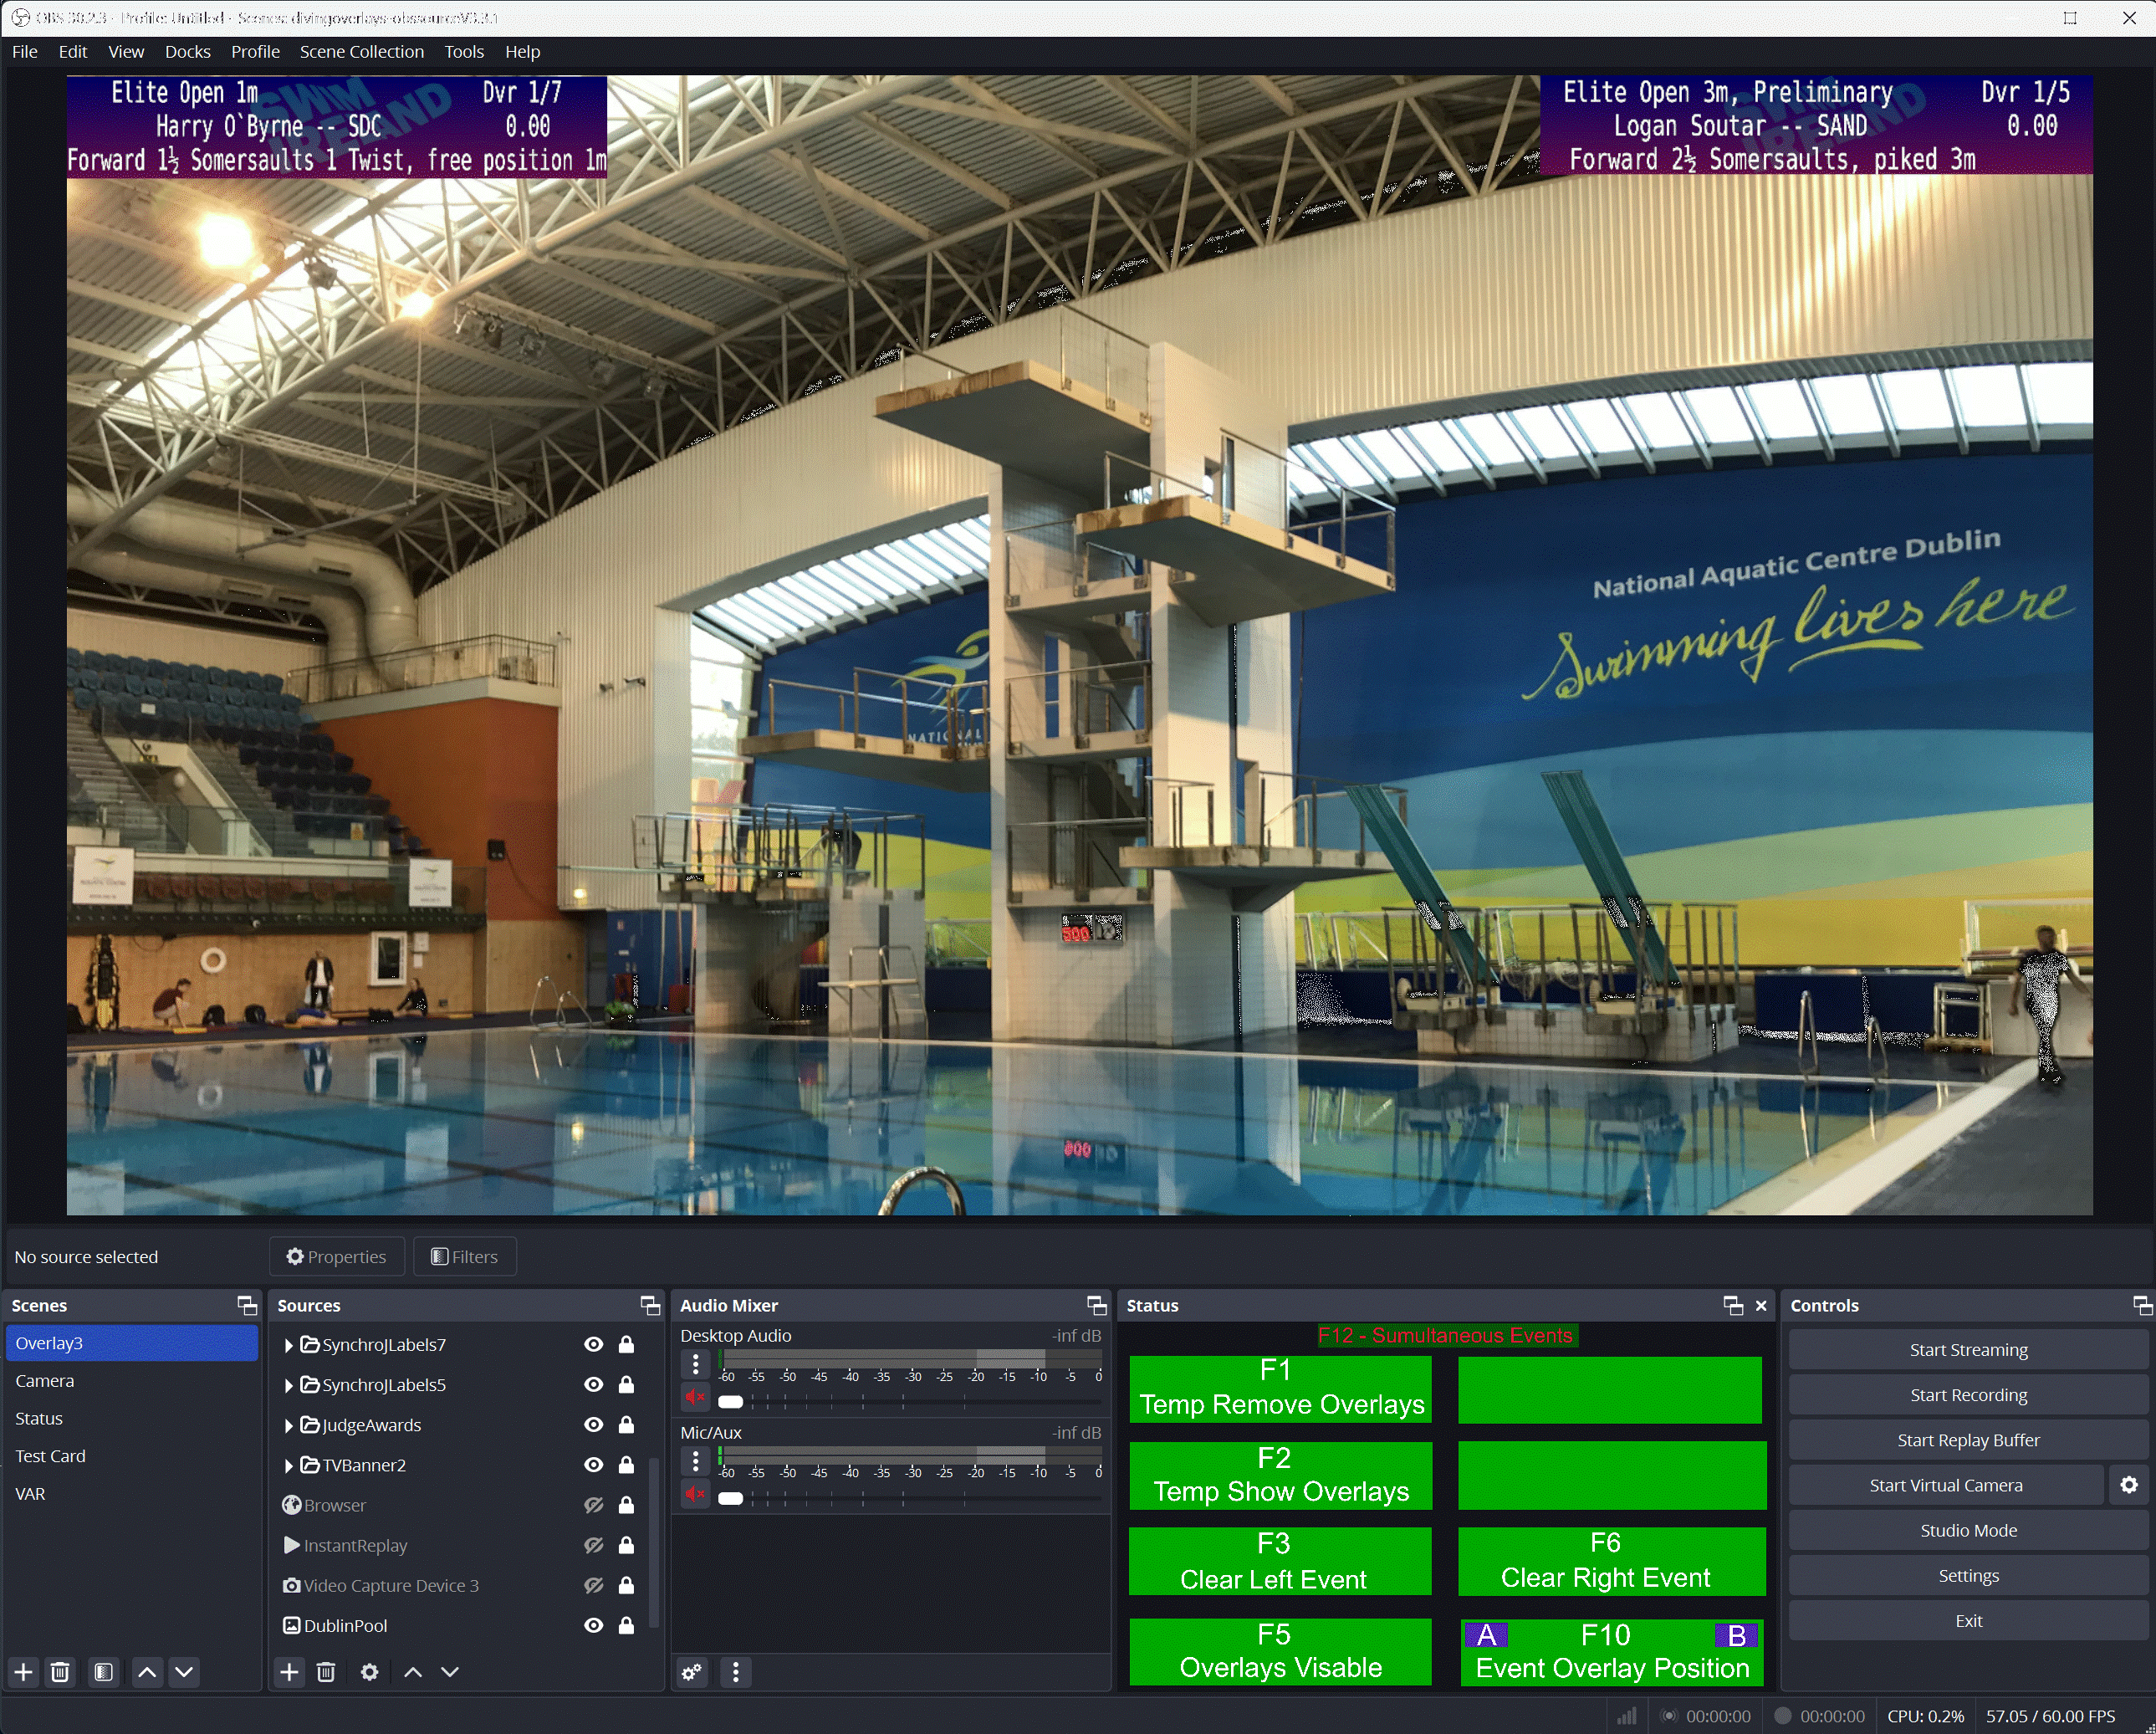 OBS 30.2.3 - Profile: Untitled - Scenes: divingoverlays-obssourceV3.3.1
File Edit View Docks Profile Scene Collection Tools Help
Elite Open 1m Dvr 1/7
Harry O`Byrne -- SDC 0.00
Forward 1½ Somersaults 1 Twist, free position 1m
SWIM IRELAND
Elite Open 3m, Preliminary Dvr 1/5
Logan Soutar -- SAND 0.00
Forward 2½ Somersaults, piked 3m
National Aquatic Centre Dublin
Swimming lives here
NATIONAL
500
No source selected Properties Filters
Scenes
Overlay3
Camera
Status
Test Card
VAR
Sources
SynchroJLabels7
SynchroJLabels5
JudgeAwards
TVBanner2
Browser
InstantReplay
Video Capture Device 3
DublinPool
Audio Mixer
Desktop Audio -inf dB
-60 -55 -50 -45 -40 -35 -30 -25 -20 -15 -10 -5 0
Mic/Aux -inf dB
-60 -55 -50 -45 -40 -35 -30 -25 -20 -15 -10 -5 0
Status
F12 - Sumultaneous Events
F1
Temp Remove Overlays
F2
Temp Show Overlays
F3
Clear Left Event
F6
Clear Right Event
F5
Overlays Visable
A F10 B
Event Overlay Position
Controls
Start Streaming
Start Recording
Start Replay Buffer
Start Virtual Camera
Studio Mode
Settings
Exit
00:00:00 00:00:00 CPU: 0.2% 57.05 / 60.00 FPS